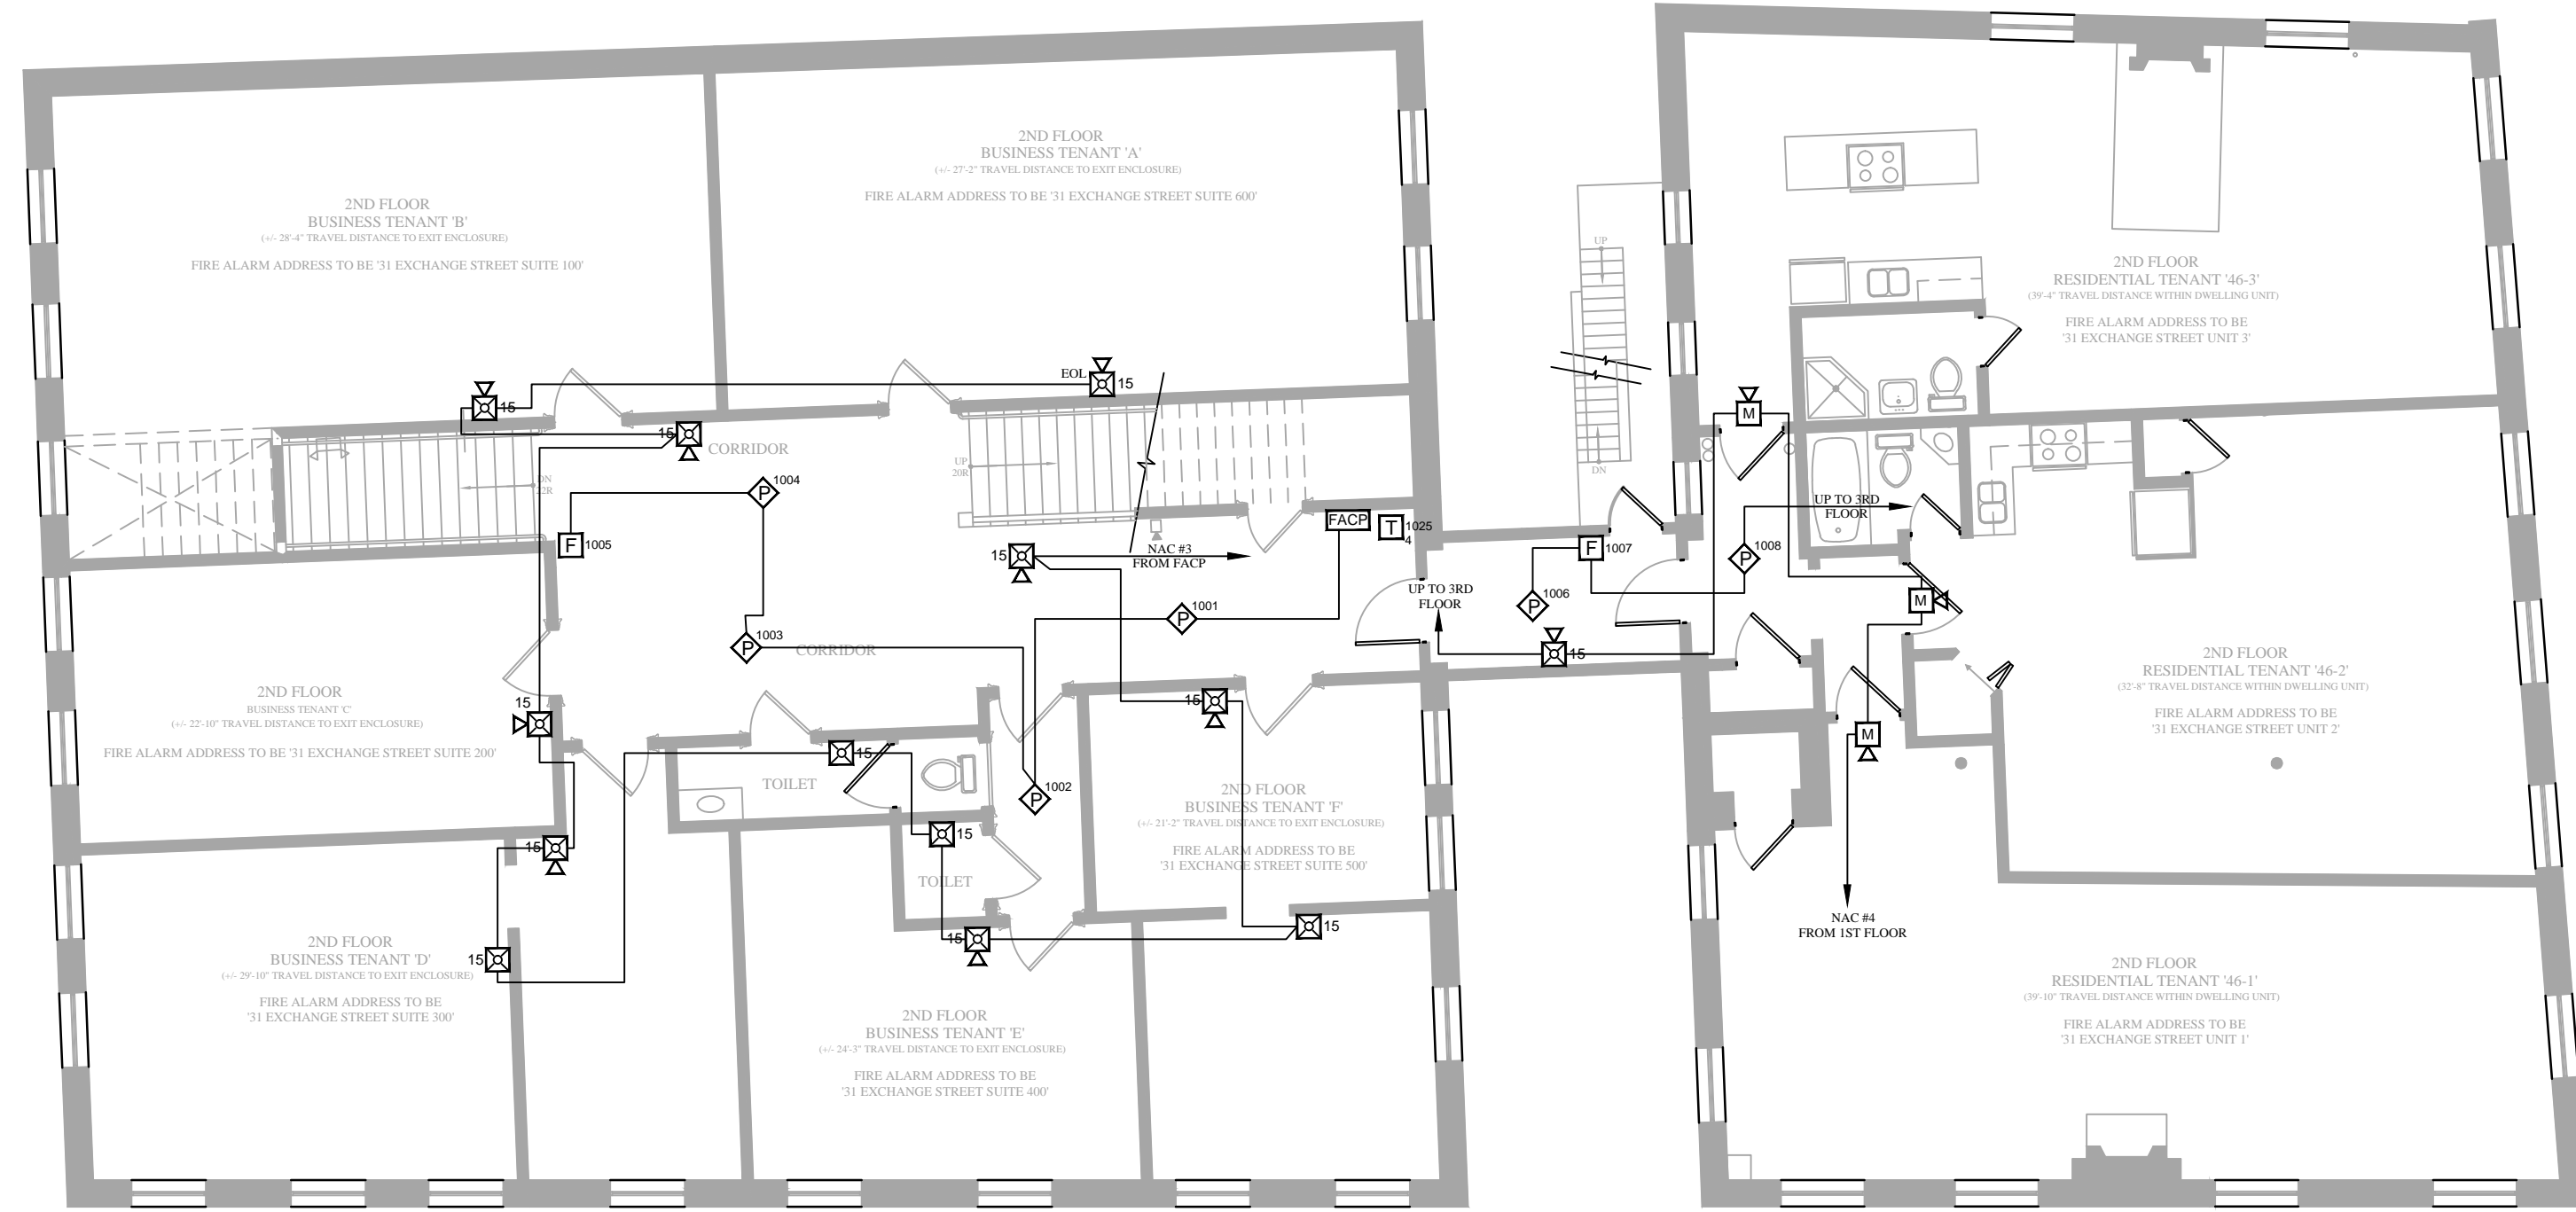 2ND FLOOR
BUSINESS TENANT 'B'
(+/- 28'-4" TRAVEL DISTANCE TO EXIT ENCLOSURE)
FIRE ALARM ADDRESS TO BE '31 EXCHANGE STREET SUITE 100'
2ND FLOOR
BUSINESS TENANT 'A'
(+/- 27'-2" TRAVEL DISTANCE TO EXIT ENCLOSURE)
FIRE ALARM ADDRESS TO BE '31 EXCHANGE STREET SUITE 600'
UP
DN
2ND FLOOR
RESIDENTIAL TENANT '46-3'
(39'-4" TRAVEL DISTANCE WITHIN DWELLING UNIT)
FIRE ALARM ADDRESS TO BE
'31 EXCHANGE STREET UNIT 3'
15
EOL
15
15
CORRIDOR
DN
22R
UP
20R
P 1004
F 1005
FACP
T 1025
4
15
NAC #3
FROM FACP
P 1001
P 1003
CORRIDOR
M
UP TO 3RD
FLOOR
F 1007
P 1008
P 1006
UP TO 3RD
FLOOR
15
M
M
2ND FLOOR
BUSINESS TENANT 'C'
(+/- 22'-10" TRAVEL DISTANCE TO EXIT ENCLOSURE)
FIRE ALARM ADDRESS TO BE '31 EXCHANGE STREET SUITE 200'
15
15
15
TOILET
P 1002
15
TOILET
15
15
2ND FLOOR
BUSINESS TENANT 'F'
(+/- 21'-2" TRAVEL DISTANCE TO EXIT ENCLOSURE)
FIRE ALARM ADDRESS TO BE
'31 EXCHANGE STREET SUITE 500'
15
2ND FLOOR
RESIDENTIAL TENANT '46-2'
(32'-8" TRAVEL DISTANCE WITHIN DWELLING UNIT)
FIRE ALARM ADDRESS TO BE
'31 EXCHANGE STREET UNIT 2'
NAC #4
FROM 1ST FLOOR
2ND FLOOR
BUSINESS TENANT 'D'
(+/- 29'-10" TRAVEL DISTANCE TO EXIT ENCLOSURE)
FIRE ALARM ADDRESS TO BE
'31 EXCHANGE STREET SUITE 300'
15
15
2ND FLOOR
BUSINESS TENANT 'E'
(+/- 24'-3" TRAVEL DISTANCE TO EXIT ENCLOSURE)
FIRE ALARM ADDRESS TO BE
'31 EXCHANGE STREET SUITE 400'
2ND FLOOR
RESIDENTIAL TENANT '46-1'
(39'-10" TRAVEL DISTANCE WITHIN DWELLING UNIT)
FIRE ALARM ADDRESS TO BE
'31 EXCHANGE STREET UNIT 1'